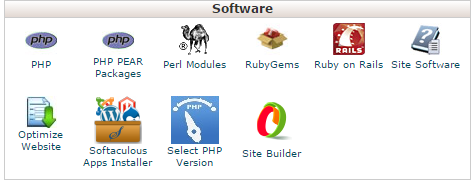 Software
php
php
®
RAILS
PHP
PHP PEAR
Packages
Perl Modules
RubyGems
Ruby on Rails
Site Software
PHP
Optimize
Website
Softaculous
Apps Installer
Select PHP
Version
Site Builder